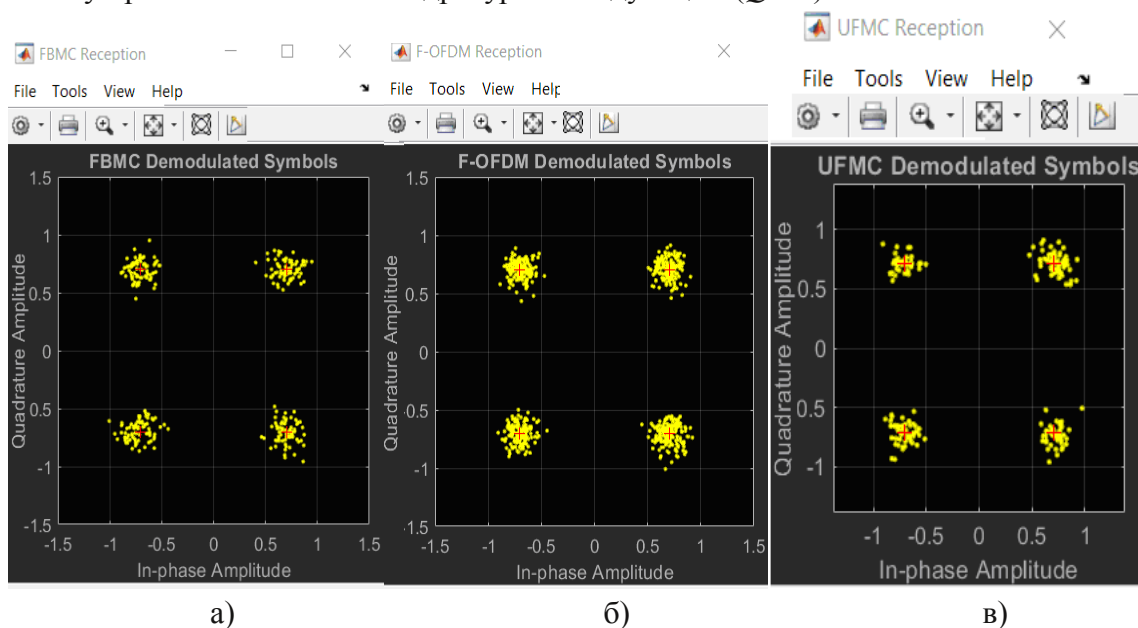 FBMC Reception
File Tools View Help
FBMC Demodulated Symbols
Quadrature Amplitude
1.5
1
0.5
0
0.5
-1
-1.5
-1.5 -1 -0.5 0 0.5 1 1.5
In-phase Amplitude
а)
F-OFDM Reception
File Tools View Help
F-OFDM Demodulated Symbols
Quadrature Amplitude
1.5
1
0.5
0
.0.5
-1
.1.5
-1.5 -1 -0.5 0 0.5 1 1.5
In-phase Amplitude
б)
UFMC Reception
File Tools View Help
UFMC Demodulated Symbols
Quadrature Amplitude
1
0.5
0
0.5
-1
-1 -0.5 0 0.5 1
In-phase Amplitude
в)